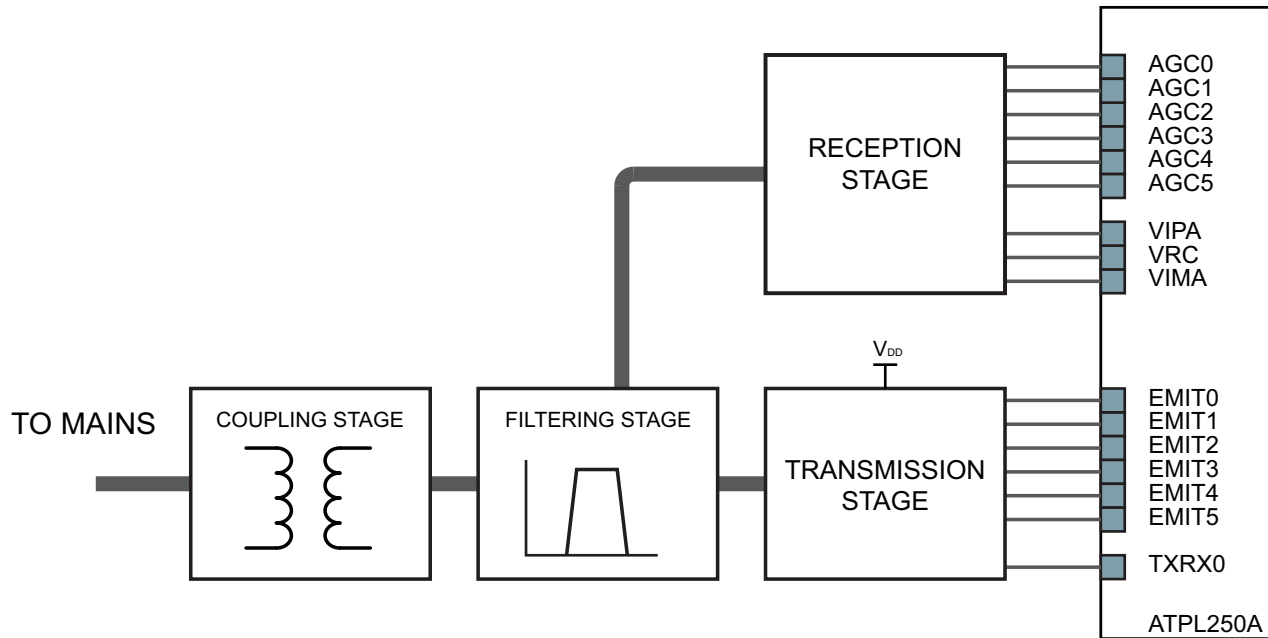 AGC0
AGC1
AGC2
AGC3
AGC4
AGC5
RECEPTION
STAGE
VIPA
VRC
VIMA
VDD
TO MAINS
COUPLING STAGE
FILTERING STAGE
TRANSMISSION
STAGE
EMIT0
EMIT1
EMIT2
EMIT3
EMIT4
EMIT5
TXRX0
ATPL250A